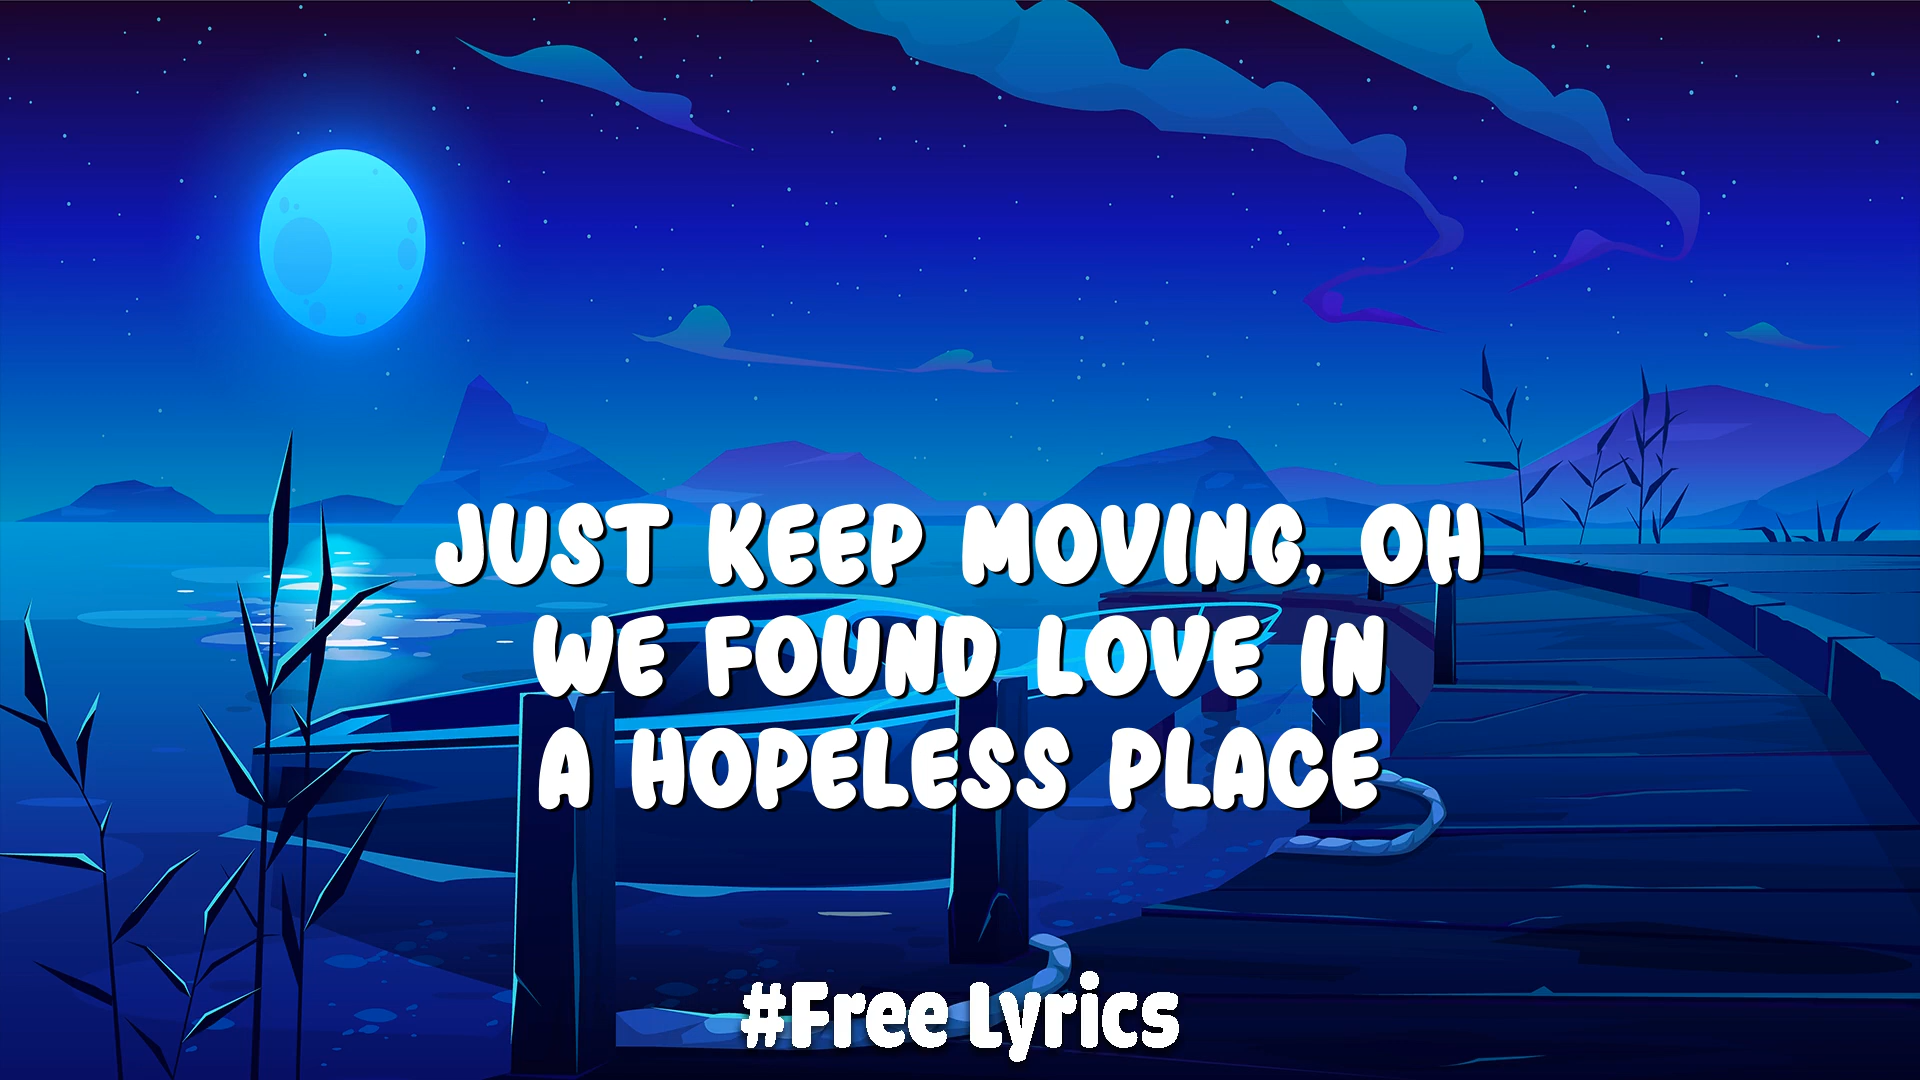 JUST KEEP MOVING, OH
WE FOUND LOVE IN
A HOPELESS PLACE
#Free Lyrics